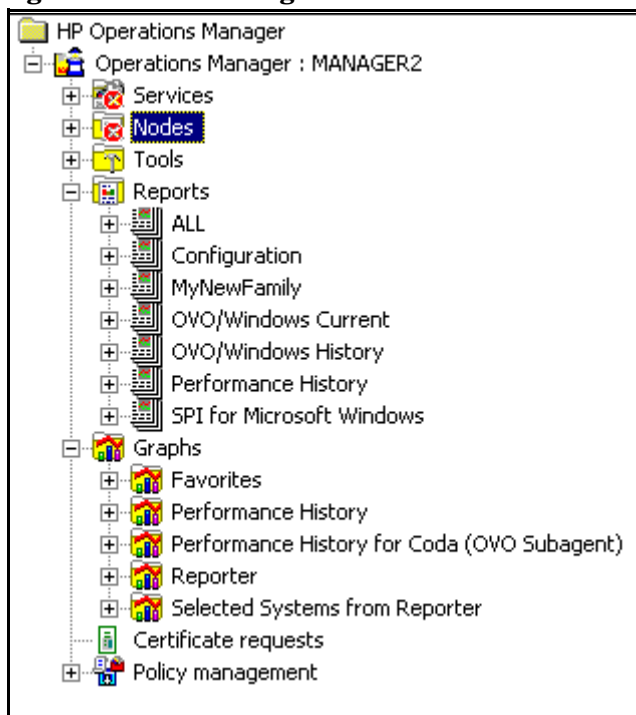 HP Operations Manager
Operations Manager : MANAGER2
Services
Nodes
Tools
Reports
ALL
Configuration
MyNewFamily
OVO/Windows Current
OVO/Windows History
Performance History
SPI for Microsoft Windows
Graphs
Favorites
Performance History
Performance History for Coda (OVO Subagent)
Reporter
Selected Systems from Reporter
Certificate requests
Policy management